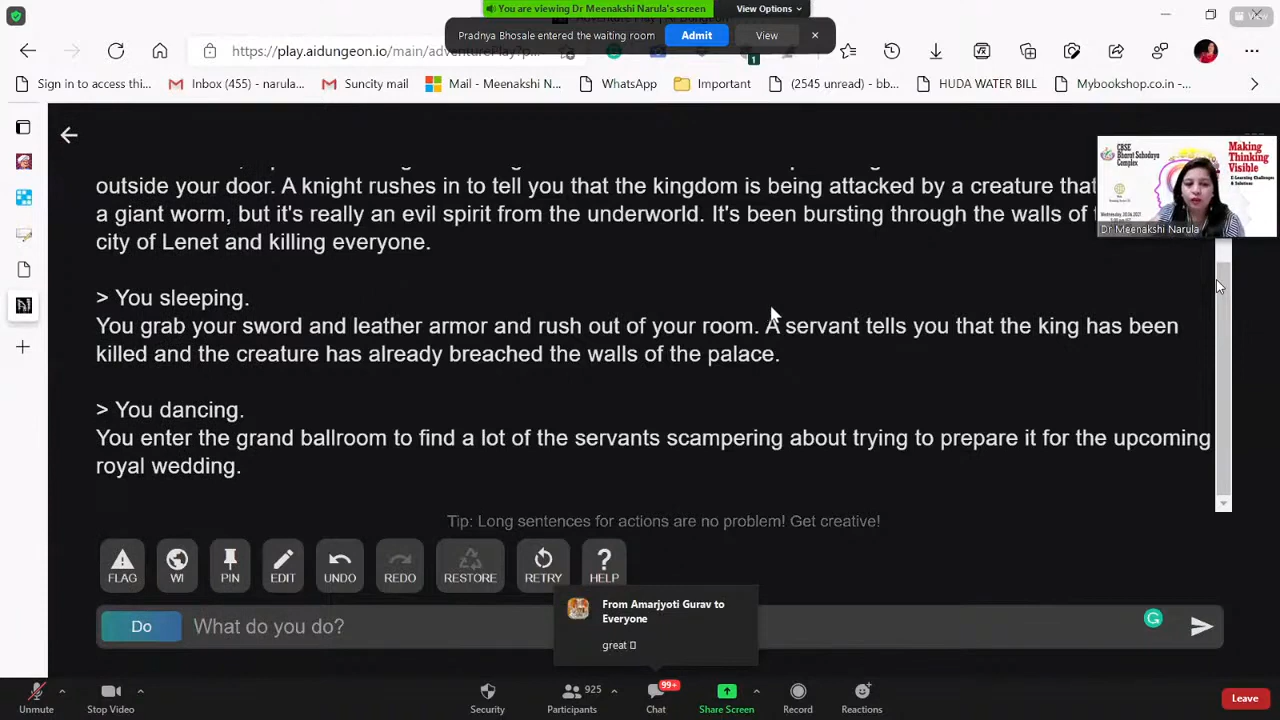 You are viewing Dr Meenakshi Narula's screen
View Options
Pradnya Bhosale entered the waiting room
Admit
View
View
https://play.aidungeon.io/main/adventurePlay?p...
1
Sign in to access thi...
Inbox (455) - narula...
Suncity mail
Mail - Meenakshi N...
WhatsApp
Important
(2545 unread) - bb...
HUDA WATER BILL
Mybookshop.co.in -...
CBSE
Bharat Sahodaya
Complex
Making
Thinking
Visible
E-Learning Challenges
& Solutions
Dr Meenakshi Narula
outside your door. A knight rushes in to tell you that the kingdom is being attacked by a creature that
a giant worm, but it's really an evil spirit from the underworld. It's been bursting through the walls of
city of Lenet and killing everyone.
> You sleeping.
You grab your sword and leather armor and rush out of your room. A servant tells you that the king has been
killed and the creature has already breached the walls of the palace.
> You dancing.
You enter the grand ballroom to find a lot of the servants scampering about trying to prepare it for the upcoming
royal wedding.
Tip: Long sentences for actions are no problem! Get creative!
FLAG
WI
PIN
EDIT
UNDO
REDO
RESTORE
RETRY
HELP
Do
What do you do?
From Amarjyoti Gurav to
Everyone
great
Unmute
Stop Video
Security
925
Participants
99+
Chat
Share Screen
Record
Reactions
Leave